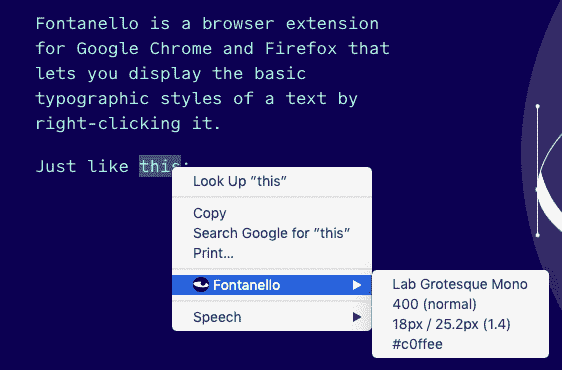 Fontanello is a browser extension
for Google Chrome and Firefox that
lets you display the basic
typographic styles of a text by
right-clicking it.
Just like this:
Look Up “this”
Copy
Search Google for “this”
Print...
Fontanello
Speech
Lab Grotesque Mono
400 (normal)
18px / 25.2px (1.4)
#c0ffee